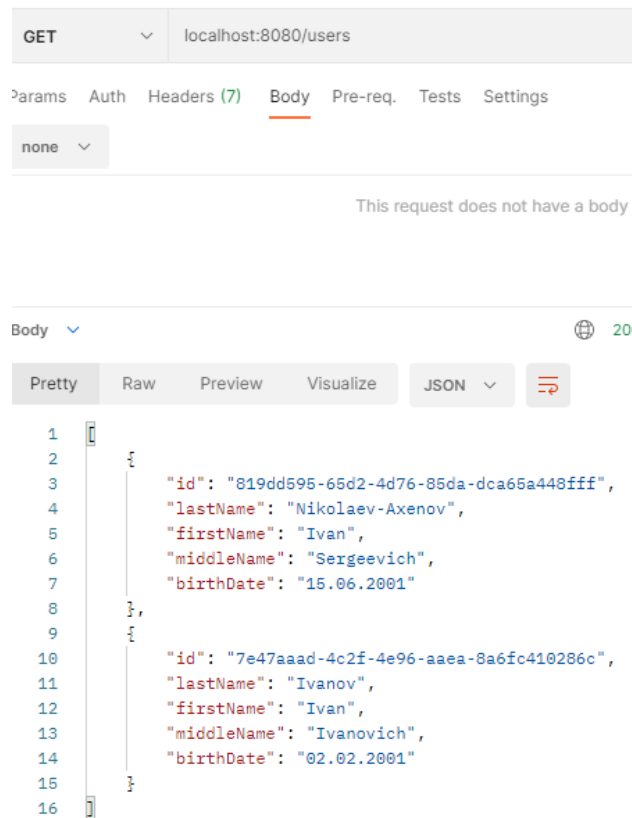 GET localhost:8080/users
Params Auth Headers (7) Body Pre-req. Tests Settings
none
This request does not have a body
Body 20
Pretty Raw Preview Visualize JSON
1 [
2 {
3 "id": "819dd595-65d2-4d76-85da-dca65a448fff",
4 "lastName": "Nikolaev-Axenov",
5 "firstName": "Ivan",
6 "middleName": "Sergeevich",
7 "birthDate": "15.06.2001"
8 },
9 {
10 "id": "7e47aaad-4c2f-4e96-aaea-8a6fc410286c",
11 "lastName": "Ivanov",
12 "firstName": "Ivan",
13 "middleName": "Ivanovich",
14 "birthDate": "02.02.2001"
15 }
16 ]